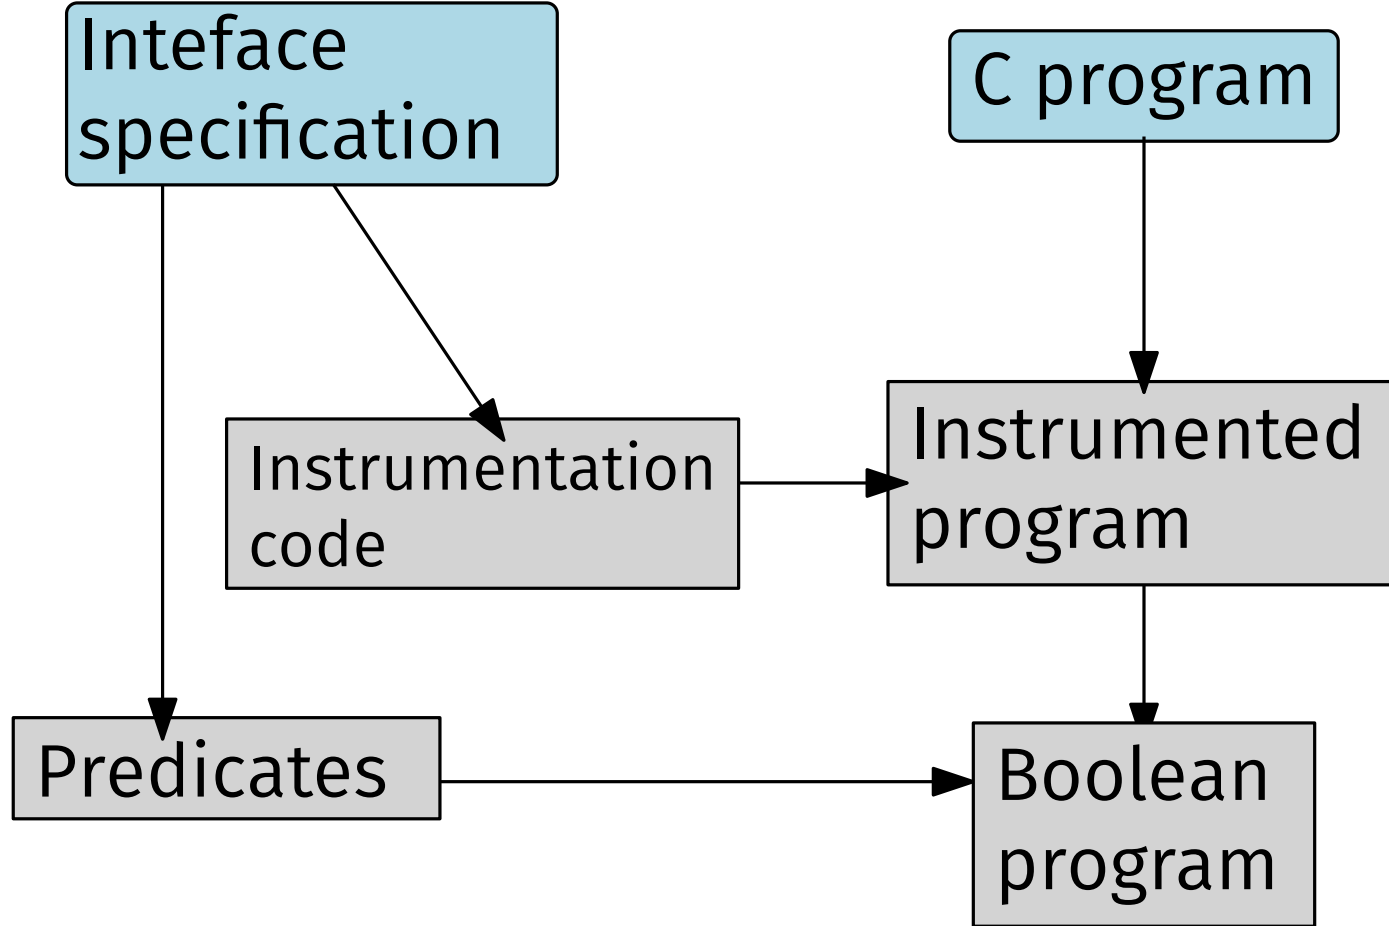 Inteface
specification
C program
Instrumentation
code
Instrumented
program
Predicates
Boolean
program